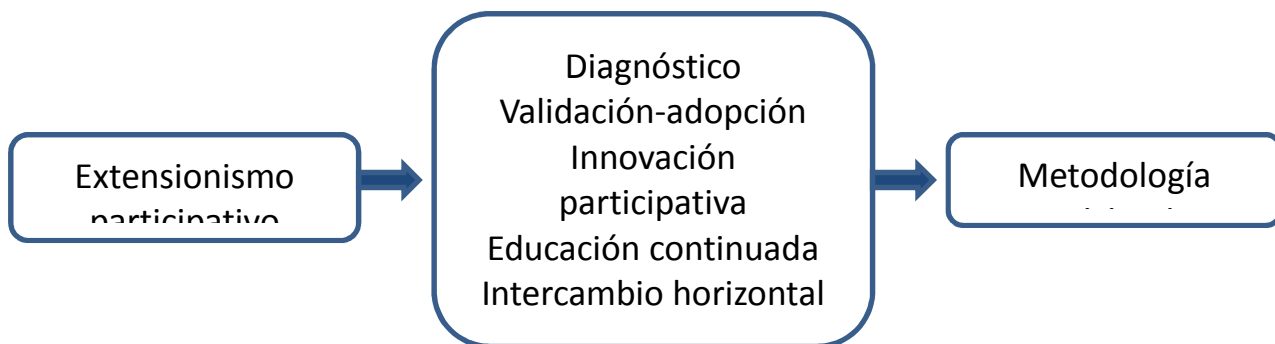 Extensionismo
participativo
Diagnóstico
Validación-adopción
Innovación
participativa
Educación continuada
Intercambio horizontal
Metodología